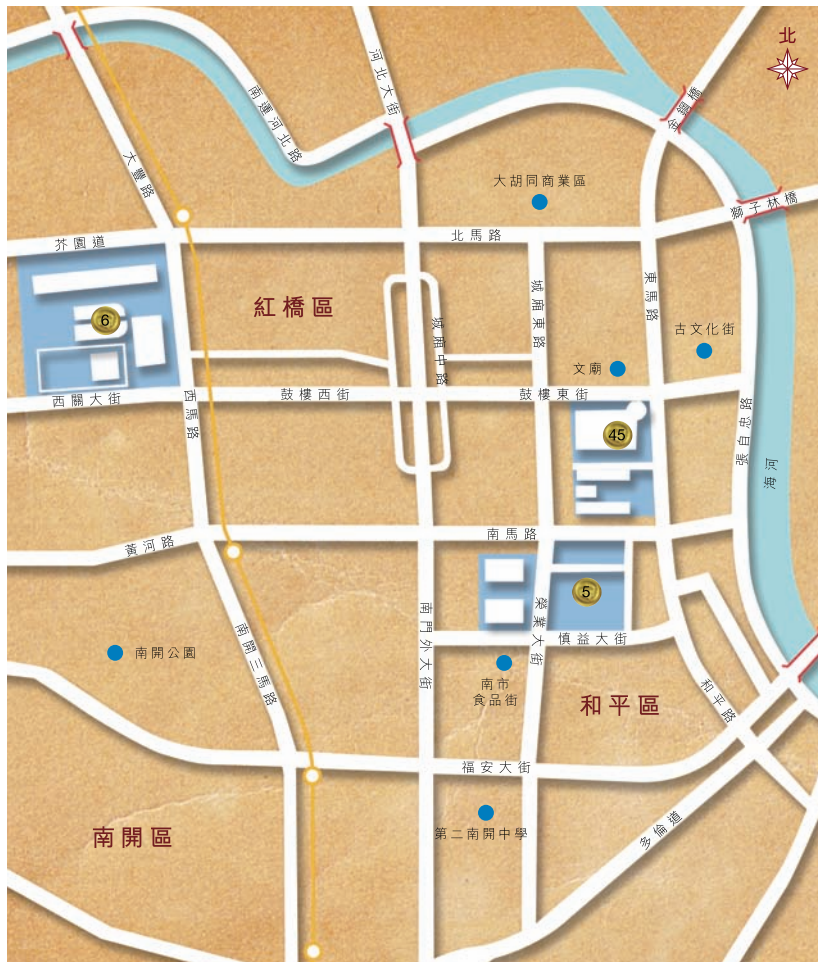 北
河北大街
南運河北路
金鋼橋
大豐路
大胡同商業區
獅子林橋
芥園道
北馬路
紅橋區
城廂中路
城廂東路
東馬路
古文化街
6
文廟
西關大街
西馬路
鼓樓西街
鼓樓東街
張自忠路
45
海河
黃河路
南馬路
5
南門外大街
榮業大街
慎益大街
南開三馬路
南開公園
南市
食品街
和平區
和平路
福安大街
第二南開中學
多倫道
南開區